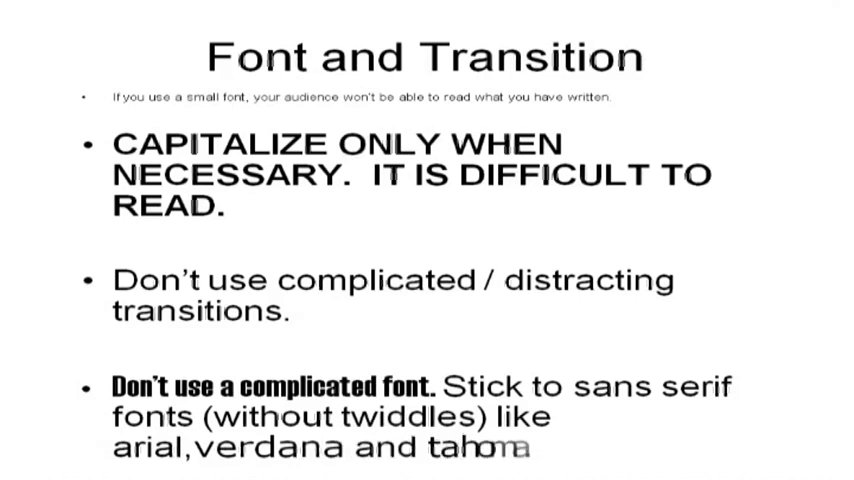 Font and Transition
• If you use a small font, your audience won't be able to read what you have written.
• CAPITALIZE ONLY WHEN
NECESSARY. IT IS DIFFICULT TO
READ.
• Don't use complicated / distracting
transitions.
• Don't use a complicated font. Stick to sans serif
fonts (without twiddles) like
arial,verdana and tahoma